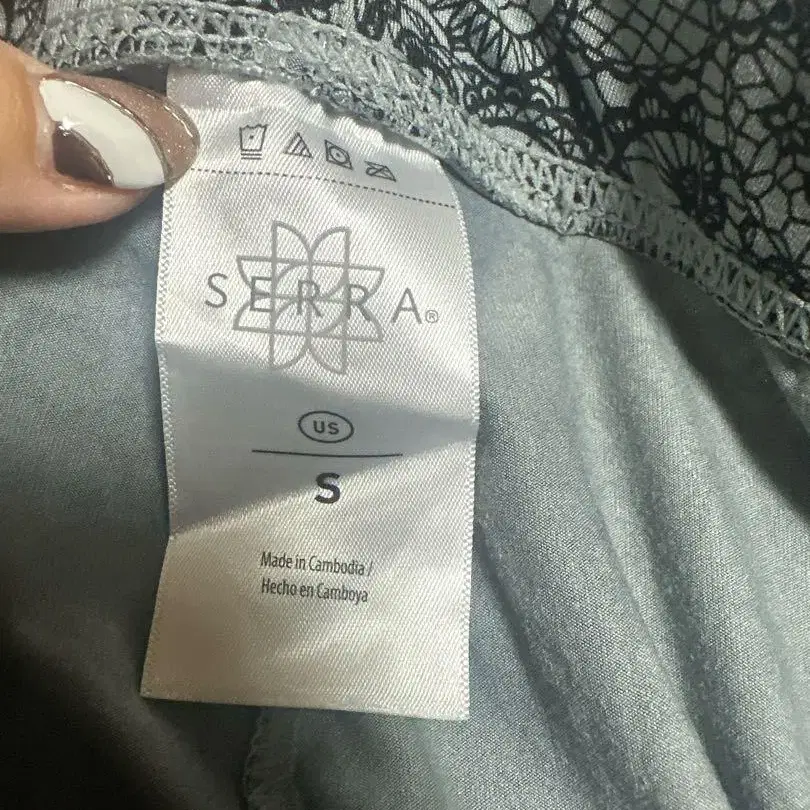 SERRA®
US
S
Made in Cambodia /
Hecho en Camboya